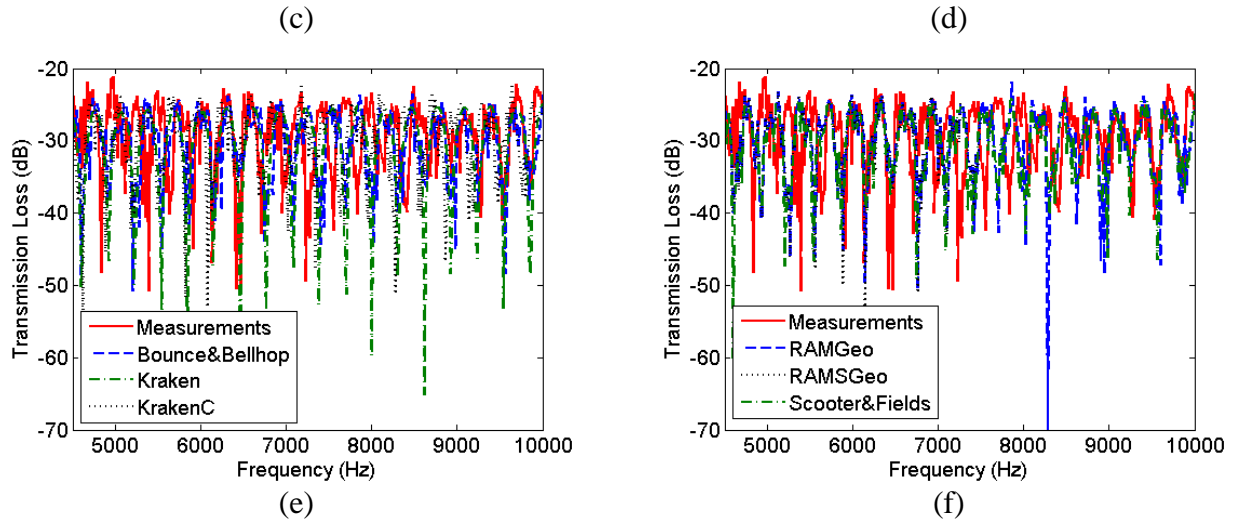 (c)
(d)
-20
-30
-40
-50
-60
-70
Transmission Loss (dB)
Measurements
Bounce&Bellhop
Kraken
KrakenC
5000 6000 7000 8000 9000 10000
Frequency (Hz)
(e)
-20
-30
-40
-50
-60
-70
Transmission Loss (dB)
Measurements
RAMGeo
RAMSGeo
Scooter&Fields
5000 6000 7000 8000 9000 10000
Frequency (Hz)
(f)